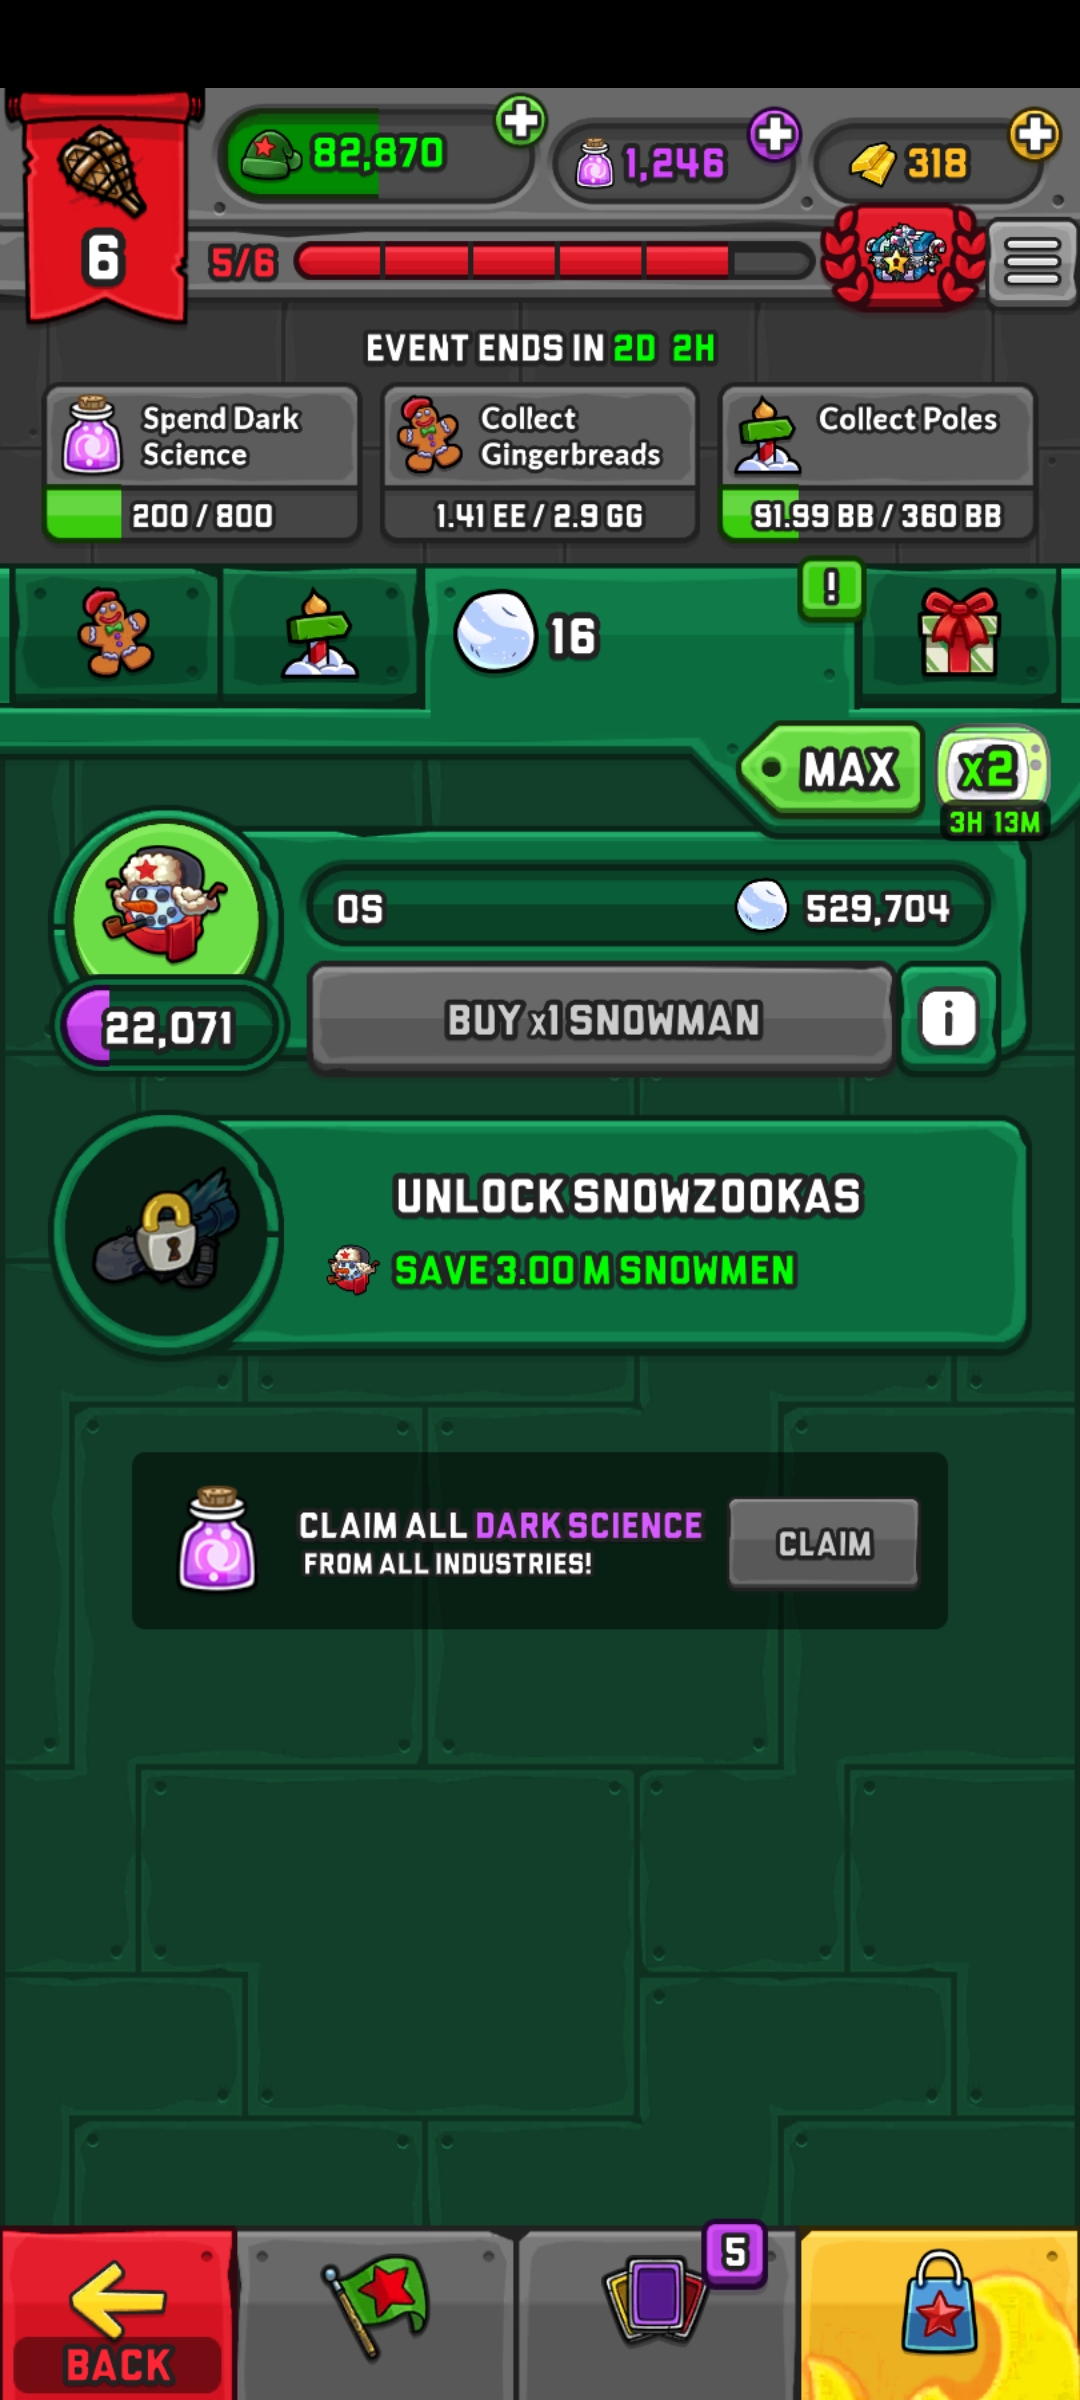 82,870
1,246
318
6
5/6
EVENT ENDS IN 2D 2H
Spend Dark
Science
200 / 800
Collect
Gingerbreads
1.41 EE / 2.9 GG
Collect Poles
91.99 BB / 360 BB
!
16
MAX
x2
3H 13M
0S
529,704
22,071
BUY x1 SNOWMAN
i
UNLOCK SNOWZOOKAS
SAVE 3.00 M SNOWMEN
CLAIM ALL DARK SCIENCE
FROM ALL INDUSTRIES!
CLAIM
5
BACK